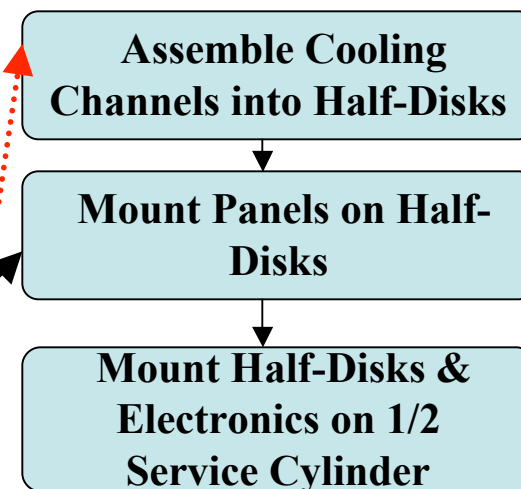 Assemble Cooling
Channels into Half-Disks
Mount Panels on Half-
Disks
Mount Half-Disks &
Electronics on 1/2
Service Cylinder